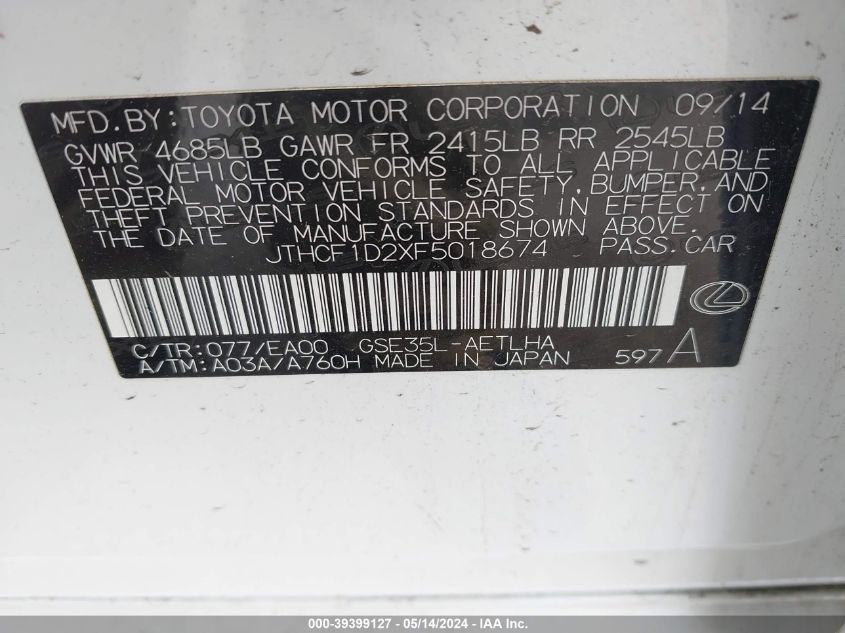 MFD.BY:TOYOTA MOTOR CORPORATION 09/14
GVWR 4685LB GAWR FR 2415LB RR 2545LB
THIS VEHICLE CONFORMS TO ALL APPLICABLE
FEDERAL MOTOR VEHICLE SAFETY,BUMPER,AND
THEFT PREVENTION STANDARDS IN EFFECT ON
THE DATE OF MANUFACTURE SHOWN ABOVE.
JTHCF1D2XF5018674 PASS.CAR
C/TR:077/EA00 GSE35L-AETLHA
A/TM:A03A/A760H MADE IN JAPAN 597A
000-39399127 - 05/14/2024 - IAA Inc.